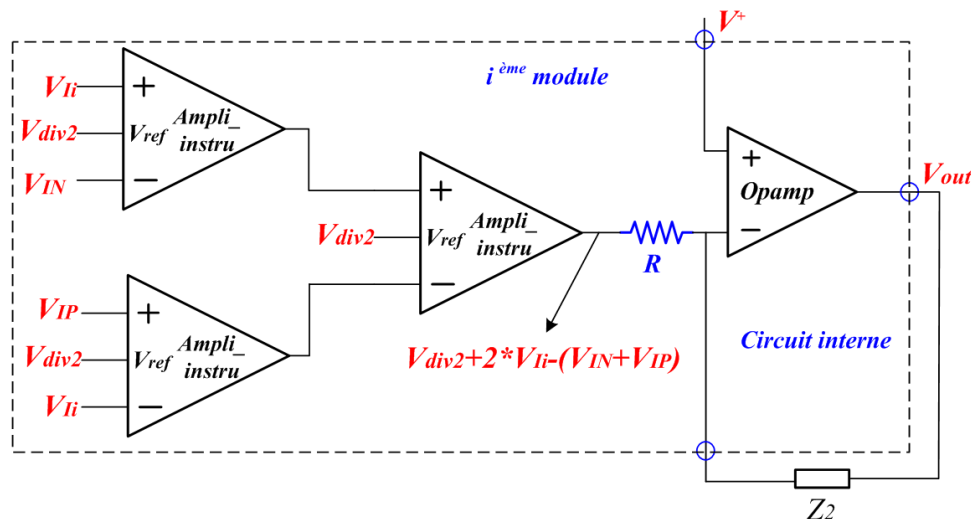 V+
i ème module
VIi
+
Vdiv2
Vref
Ampli_
instru
VIN
−
+
Vdiv2
Vref
Ampli_
instru
−
R
+
Opamp
−
Vout
VIP
+
Vdiv2
Vref
Ampli_
instru
VIi
−
Vdiv2+2*VIi-(VIN+VIP)
Circuit interne
Z2